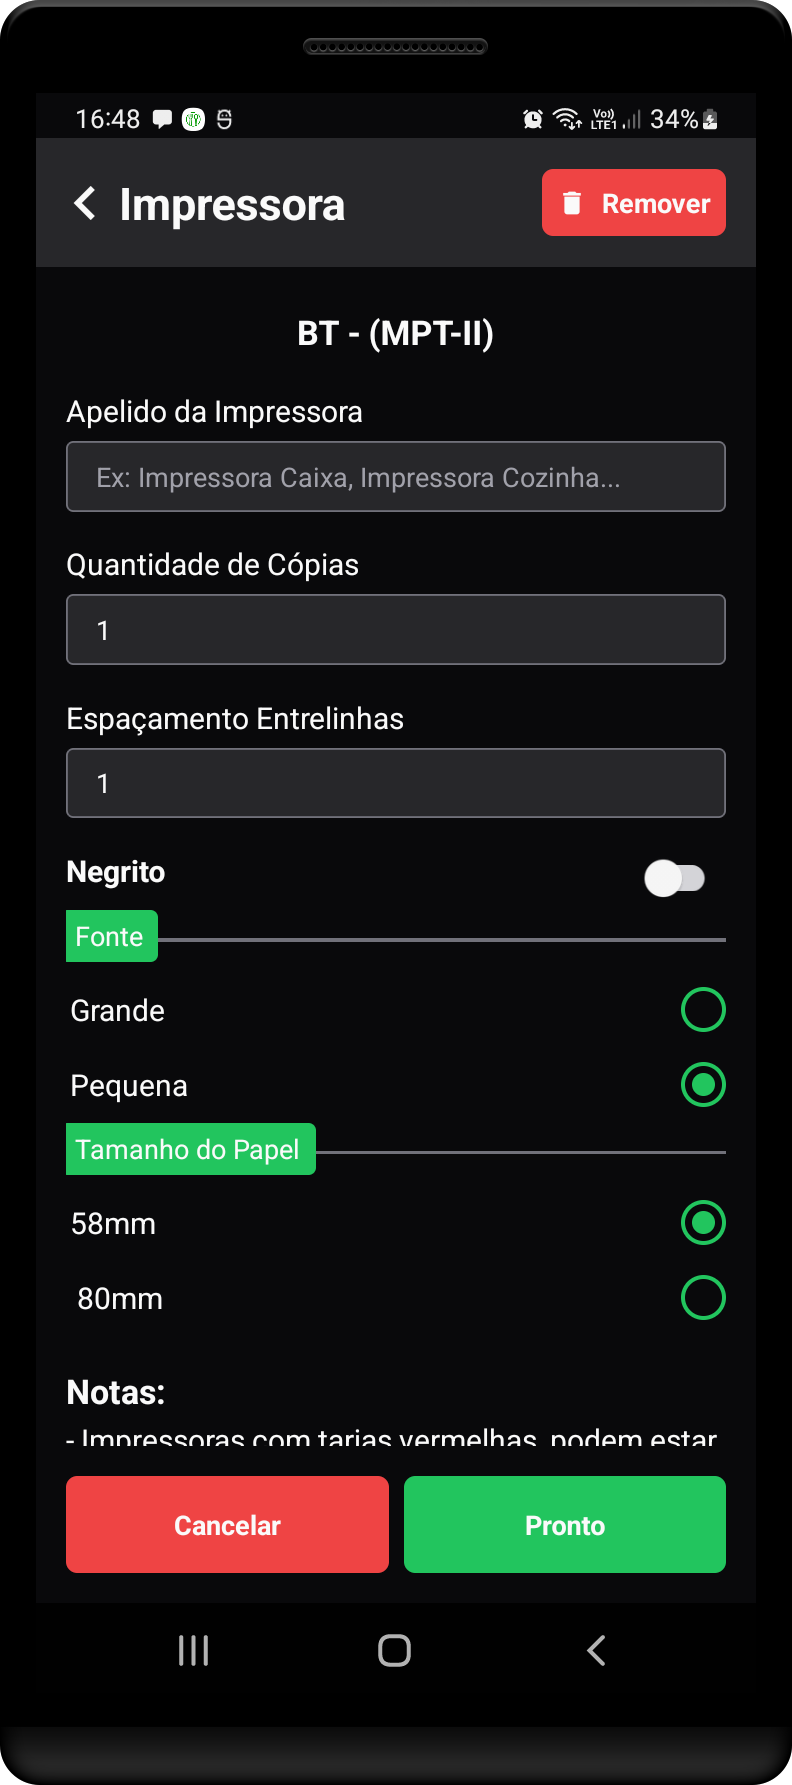 16:48 Vo)) LTE1 34%
Impressora
Remover
BT - (MPT-II)
Apelido da Impressora
Ex: Impressora Caixa, Impressora Cozinha...
Quantidade de Cópias
1
Espaçamento Entrelinhas
1
Negrito
Fonte
Grande
Pequena
Tamanho do Papel
58mm
80mm
Notas:
- Impressoras com tarias vermelhas, podem estar
Cancelar
Pronto